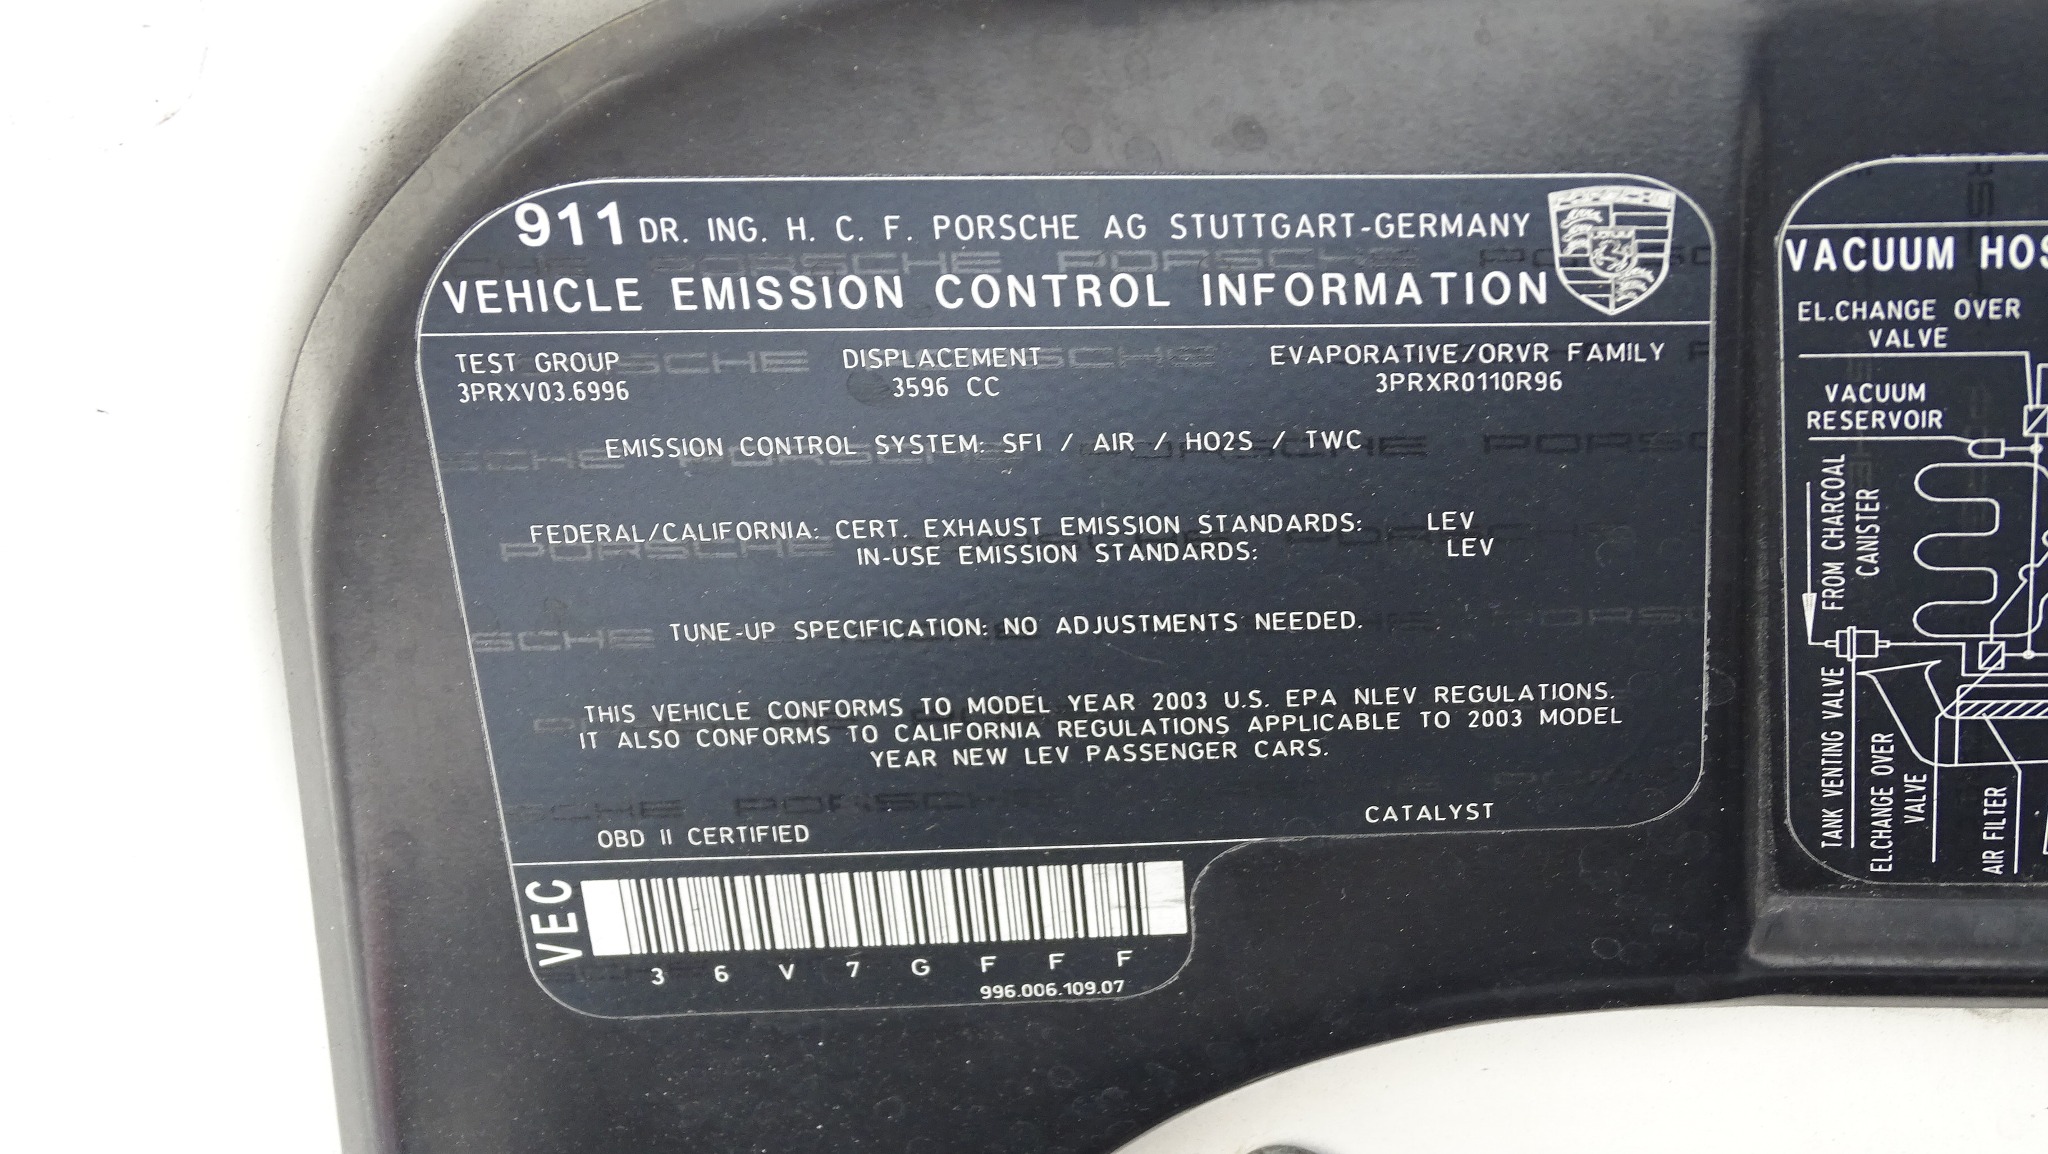 911 DR. ING. H. C. F. PORSCHE AG STUTTGART-GERMANY
PORSCHE
VEHICLE EMISSION CONTROL INFORMATION
TEST GROUP
3PRXV03.6996
DISPLACEMENT
3596 CC
EVAPORATIVE/ORVR FAMILY
3PRXR0110R96
EMISSION CONTROL SYSTEM: SFI / AIR / HO2S / TWC
FEDERAL/CALIFORNIA: CERT. EXHAUST EMISSION STANDARDS: LEV
IN-USE EMISSION STANDARDS: LEV
TUNE-UP SPECIFICATION: NO ADJUSTMENTS NEEDED.
THIS VEHICLE CONFORMS TO MODEL YEAR 2003 U.S. EPA NLEV REGULATIONS.
IT ALSO CONFORMS TO CALIFORNIA REGULATIONS APPLICABLE TO 2003 MODEL
YEAR NEW LEV PASSENGER CARS.
OBD II CERTIFIED
CATALYST
VEC
3 6 V 7 G F F F
996.006.109.07
VACUUM HOS
EL.CHANGE OVER
VALVE
VACUUM
RESERVOIR
FROM CHARCOAL
CANISTER
TANK VENTING VALVE
EL.CHANGE OVER
VALVE
AIR FILTER